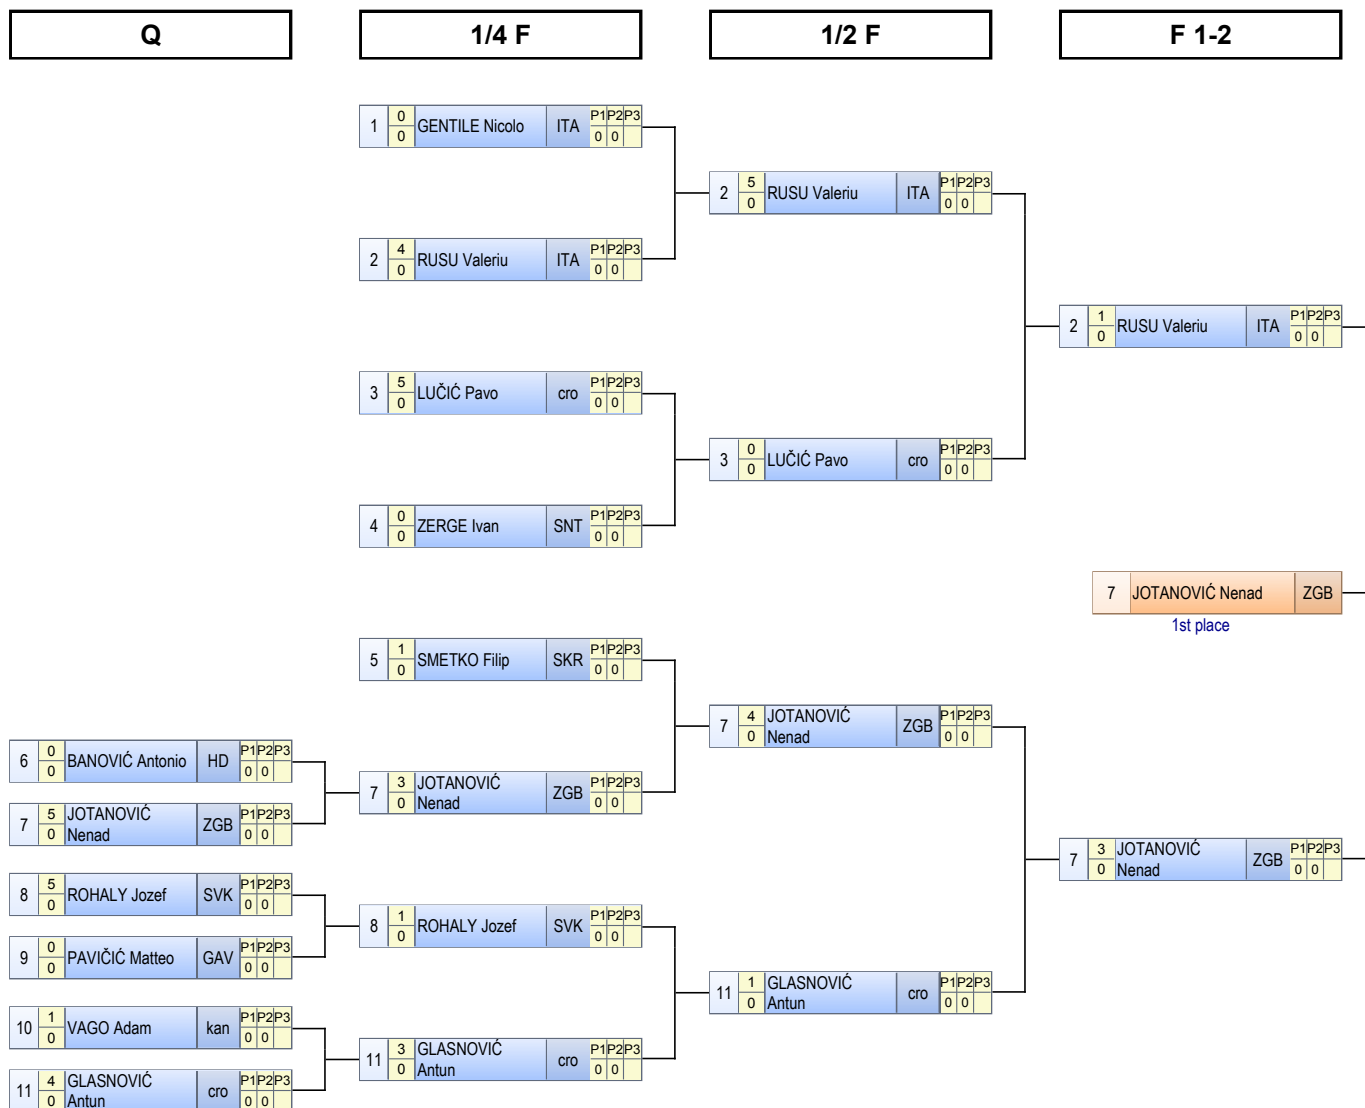 Q
1/4 F
1/2 F
F 1-2
1 0 GENTILE Nicolo ITA P1 P2 P3
0 0 0
2 5 RUSU Valeriu ITA P1 P2 P3
0 0 0
2 4 RUSU Valeriu ITA P1 P2 P3
0 0 0
2 1 RUSU Valeriu ITA P1 P2 P3
0 0 0
3 5 LUČIĆ Pavo cro P1 P2 P3
0 0 0
3 0 LUČIĆ Pavo cro P1 P2 P3
0 0 0
4 0 ZERGE Ivan SNT P1 P2 P3
0 0 0
7 JOTANOVIĆ Nenad ZGB
1st place
5 1 SMETKO Filip SKR P1 P2 P3
0 0 0
7 4 JOTANOVIĆ ZGB P1 P2 P3
0 Nenad 0 0
6 0 BANOVIĆ Antonio HD P1 P2 P3
0 0 0
7 3 JOTANOVIĆ ZGB P1 P2 P3
0 Nenad 0 0
7 5 JOTANOVIĆ ZGB P1 P2 P3
0 Nenad 0 0
7 3 JOTANOVIĆ ZGB P1 P2 P3
0 Nenad 0 0
8 5 ROHALY Jozef SVK P1 P2 P3
0 0 0
8 1 ROHALY Jozef SVK P1 P2 P3
0 0 0
9 0 PAVIČIĆ Matteo GAV P1 P2 P3
0 0 0
11 1 GLASNOVIĆ cro P1 P2 P3
0 Antun 0 0
10 1 VAGO Adam kan P1 P2 P3
0 0 0
11 3 GLASNOVIĆ cro P1 P2 P3
0 Antun 0 0
11 4 GLASNOVIĆ cro P1 P2 P3
0 Antun 0 0